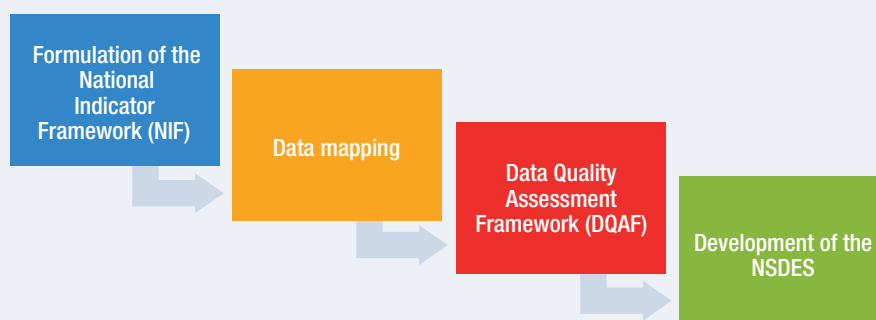 Formulation of the
National
Indicator
Framework (NIF)
Data mapping
Data Quality
Assessment
Framework (DQAF)
Development of the
NSDES